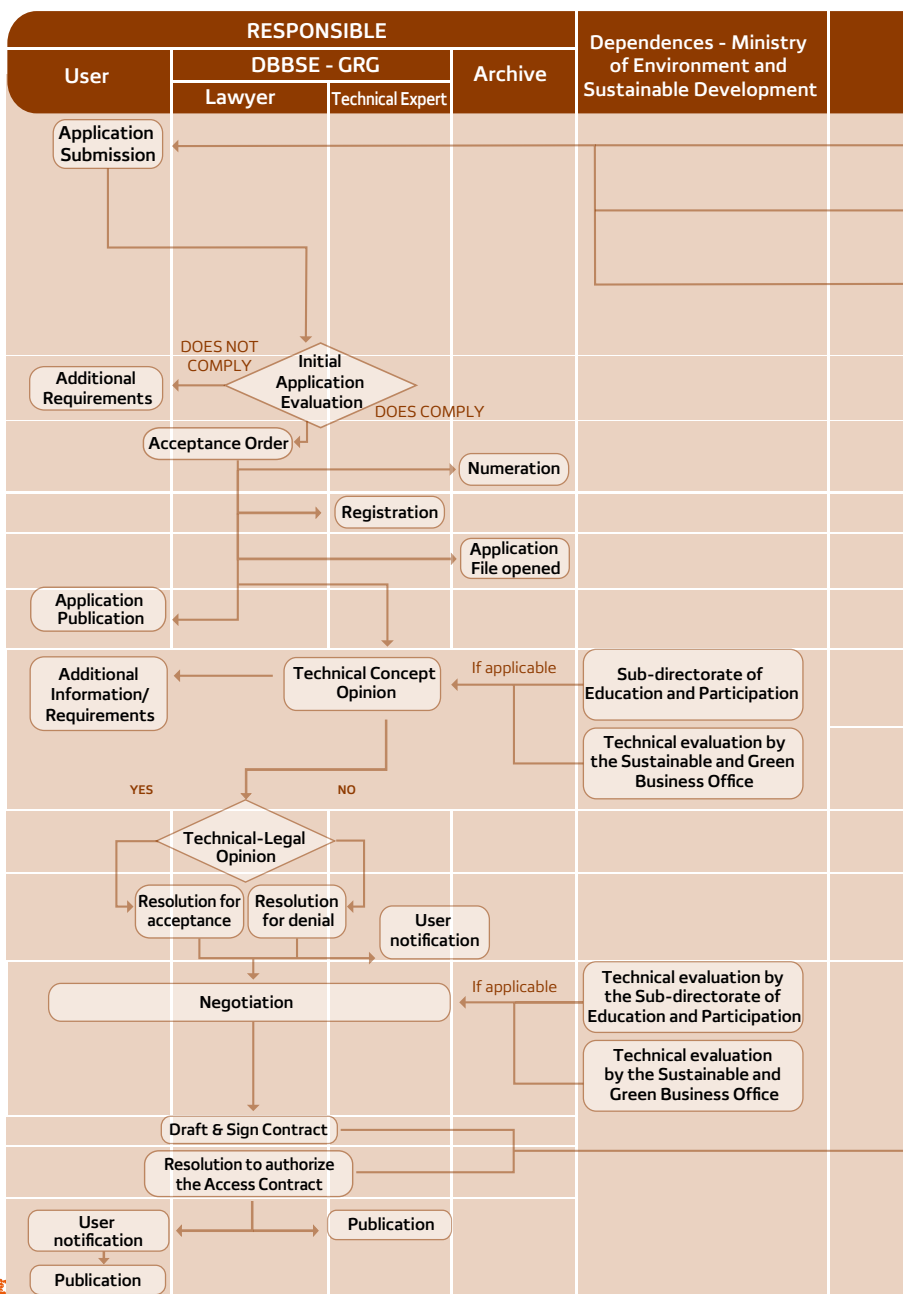 RESPONSIBLE
User
DBBSE - GRG
Lawyer
Technical Expert
Archive
Dependences - Ministry
of Environment and
Sustainable Development
Application
Submission
DOES NOT
COMPLY
Initial
Application
Evaluation
Additional
Requirements
DOES COMPLY
Acceptance Order
Numeration
Registration
Application
File opened
Application
Publication
Additional
Information/
Requirements
Technical Concept
Opinion
If applicable
Sub-directorate of
Education and Participation
Technical evaluation by
the Sustainable and Green
Business Office
YES
NO
Technical-Legal
Opinion
Resolution for
acceptance
Resolution
for denial
User
notification
Negotiation
If applicable
Technical evaluation by
the Sub-directorate of
Education and Participation
Technical evaluation
by the Sustainable and
Green Business Office
Draft & Sign Contract
Resolution to authorize
the Access Contract
User
notification
Publication
Publication